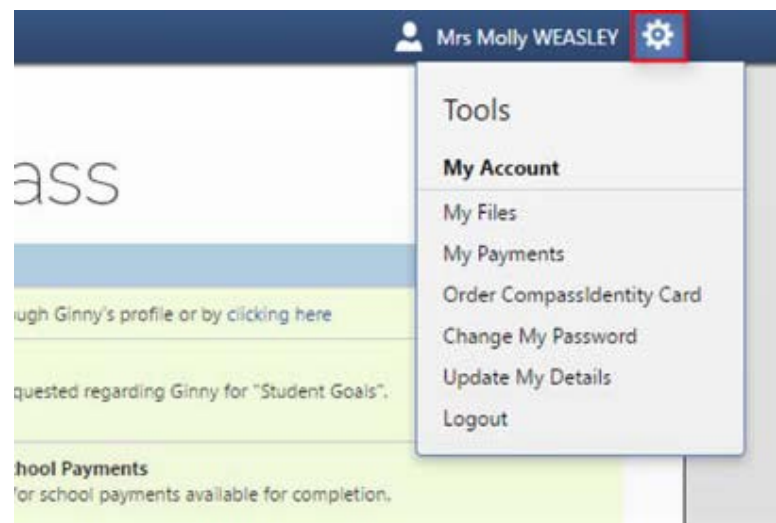 Mrs Molly WEASLEY
Tools
My Account
My Files
My Payments
Order CompassIdentity Card
Change My Password
Update My Details
Logout
ass
ugh Ginny's profile or by clicking here
quested regarding Ginny for "Student Goals".
hool Payments
for school payments available for completion.